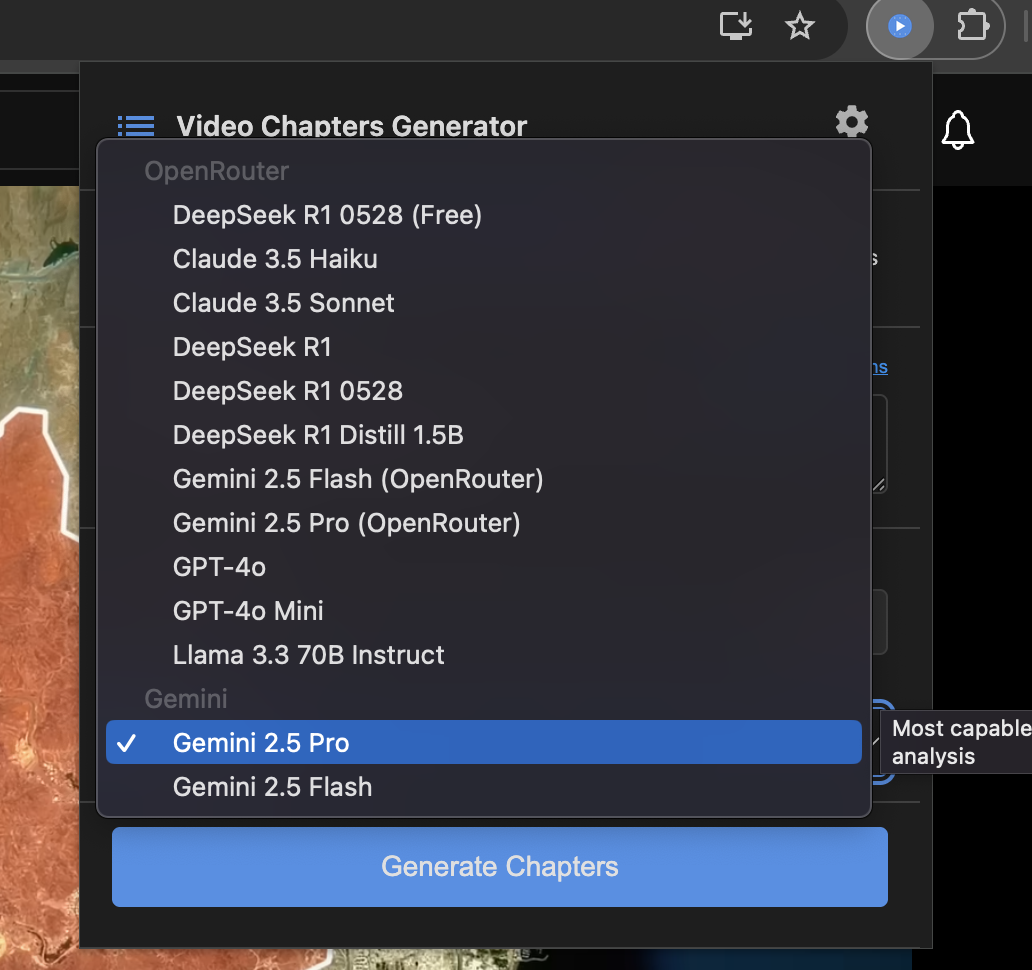 Video Chapters Generator
OpenRouter
DeepSeek R1 0528 (Free)
Claude 3.5 Haiku
Claude 3.5 Sonnet
DeepSeek R1
DeepSeek R1 0528
DeepSeek R1 Distill 1.5B
Gemini 2.5 Flash (OpenRouter)
Gemini 2.5 Pro (OpenRouter)
GPT-4o
GPT-4o Mini
Llama 3.3 70B Instruct
Gemini
Gemini 2.5 Pro
Gemini 2.5 Flash
Most capable
analysis
Generate Chapters